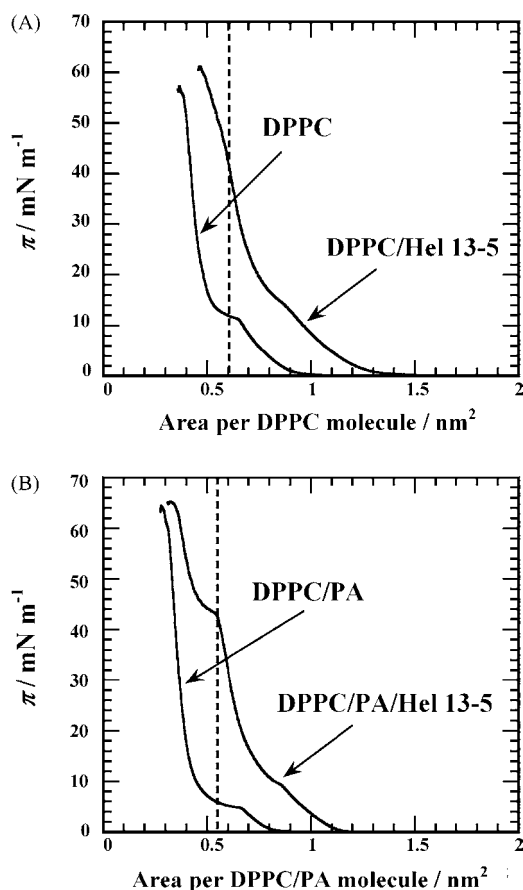 (A)
70
60
50
40
30
20
10
0
π / mN m⁻¹
DPPC
DPPC/Hel 13-5
0 0.5 1 1.5 2
Area per DPPC molecule / nm²
(B)
70
60
50
40
30
20
10
0
π / mN m⁻¹
DPPC/PA
DPPC/PA/Hel 13-5
0 0.5 1 1.5 2
Area per DPPC/PA molecule / nm²